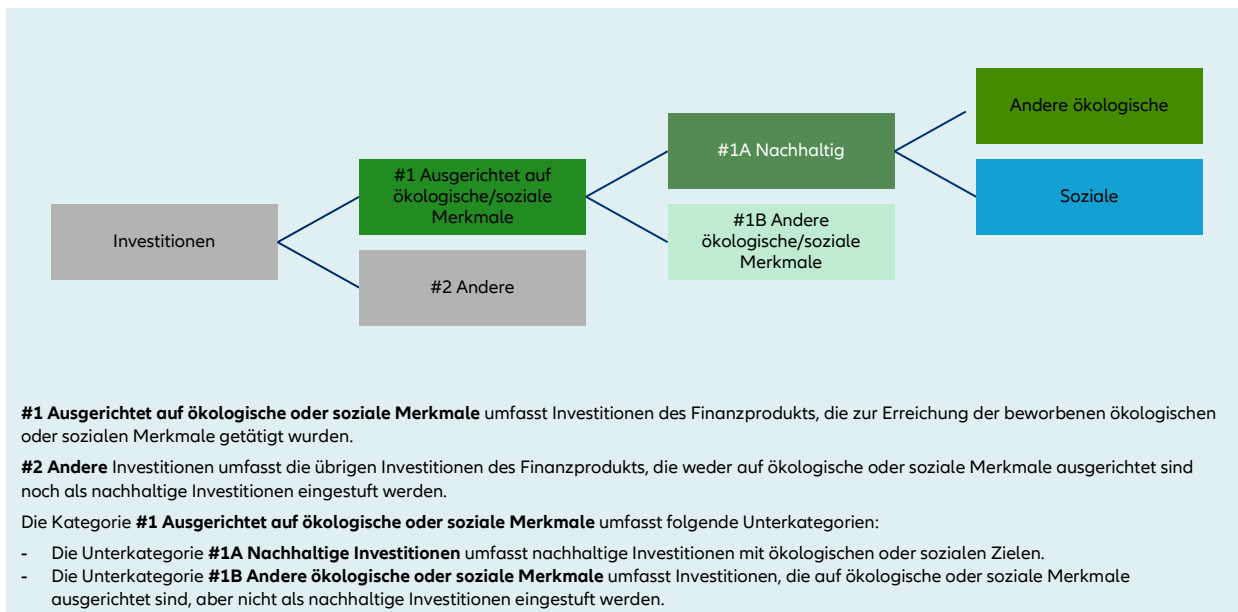 Andere ökologische
#1A Nachhaltig
#1 Ausgerichtet auf
ökologische/soziale
Merkmale
Soziale
Investitionen
#1B Andere
ökologische/soziale
Merkmale
#2 Andere
#1 Ausgerichtet auf ökologische oder soziale Merkmale umfasst Investitionen des Finanzprodukts, die zur Erreichung der beworbenen ökologischen
oder sozialen Merkmale getätigt wurden.
#2 Andere Investitionen umfasst die übrigen Investitionen des Finanzprodukts, die weder auf ökologische oder soziale Merkmale ausgerichtet sind
noch als nachhaltige Investitionen eingestuft werden.
Die Kategorie #1 Ausgerichtet auf ökologische oder soziale Merkmale umfasst folgende Unterkategorien:
- Die Unterkategorie #1A Nachhaltige Investitionen umfasst nachhaltige Investitionen mit ökologischen oder sozialen Zielen.
- Die Unterkategorie #1B Andere ökologische oder soziale Merkmale umfasst Investitionen, die auf ökologische oder soziale Merkmale
ausgerichtet sind, aber nicht als nachhaltige Investitionen eingestuft werden.